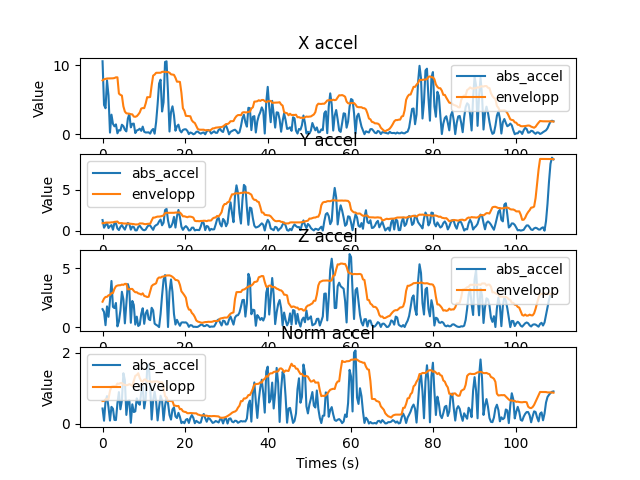 X accel
10
0
Value
abs_accel
envelopp
0 20 40 60 80 100
Y accel
5
0
Value
abs_accel
envelopp
0 20 40 60 80 100
Z accel
5
0
Value
abs_accel
envelopp
Norm accel
2
0
Value
abs_accel
envelopp
0 20 40 60 80 100
Times (s)